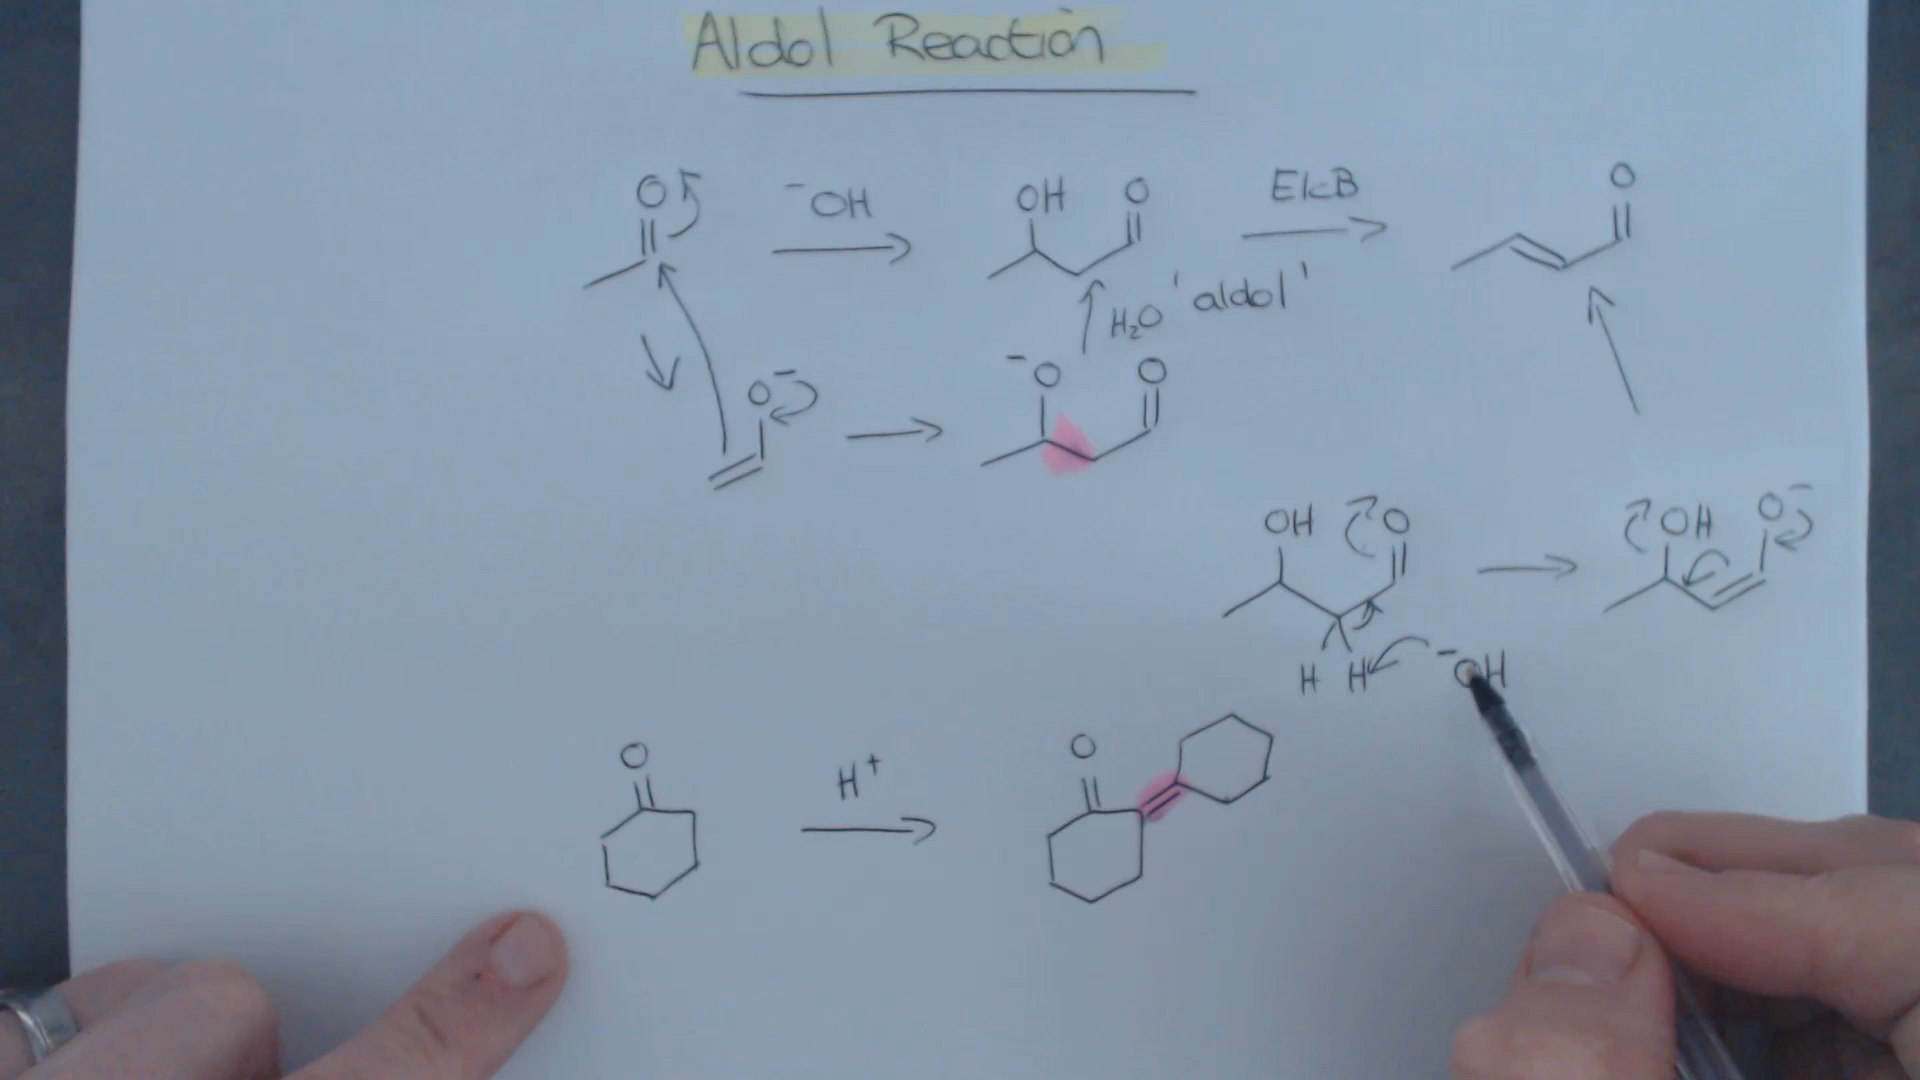 Aldol Reaction
O ⁻OH OH O E1cB O
H₂O 'aldol'
O⁻ ⁻O O
OH O OH O⁻
H H ⁻OH
O H⁺ O